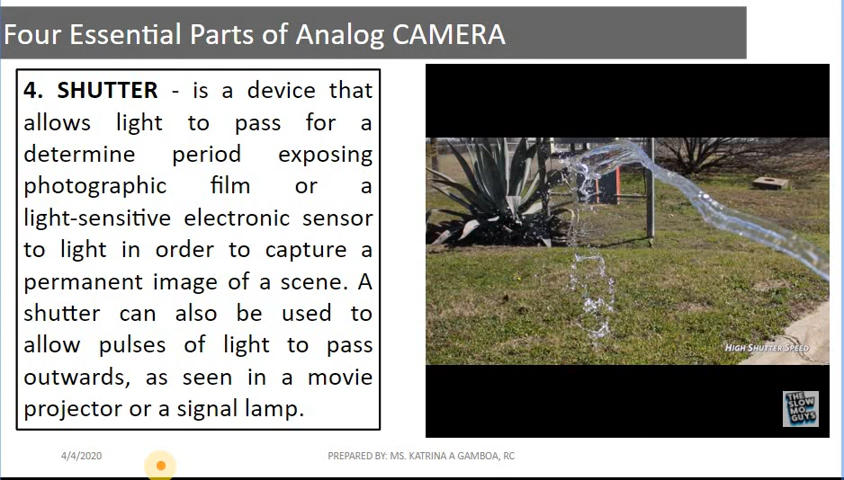 Four Essential Parts of Analog CAMERA
4. SHUTTER - is a device that
allows light to pass for a
determine period exposing
photographic film or a
light-sensitive electronic sensor
to light in order to capture a
permanent image of a scene. A
shutter can also be used to
allow pulses of light to pass
outwards, as seen in a movie
projector or a signal lamp.
HIGH SHUTTER SPEED
THE
SLOW
MO
GUYS
4/4/2020
PREPARED BY: MS. KATRINA A GAMBOA, RC